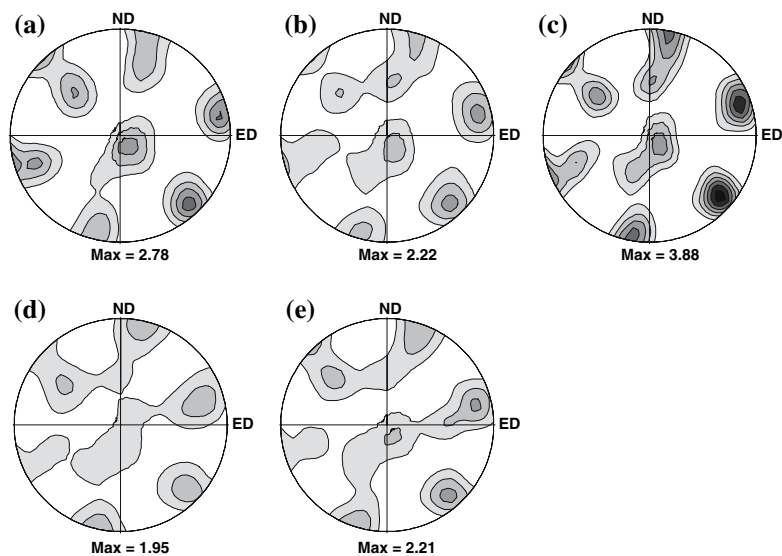 (a) ND (b) ND (c) ND
ED ED ED
Max = 2.78 Max = 2.22 Max = 3.88
(d) ND (e) ND
ED ED
Max = 1.95 Max = 2.21